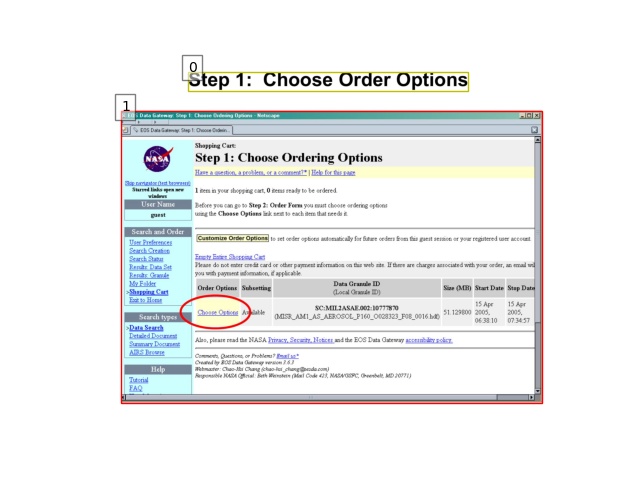 0
Step 1: Choose Order Options
1
EOS Data Gateway: Step 1: Choose Ordering Options - Netscape
EOS Data Gateway: Step 1: Choose Orderin...
NASA
Skip navigator (text browsers)
Starred links open new
windows
User Name
guest
Search and Order
User Preferences
Search Creation
Search Status
Results: Data Set
Results: Granule
My Folder
>Shopping Cart
Exit to Home
Search types
>Data Search
Detailed Document
Summary Document
AIRS Browse
Help
Tutorial
FAQ
Shopping Cart:
Step 1: Choose Ordering Options
Have a question, a problem, or a comment?* | Help for this page
1 item in your shopping cart, 0 items ready to be ordered.
Before you can go to Step 2: Order Form you must choose ordering options
using the Choose Options link next to each item that needs it.
Customize Order Options to set order options automatically for future orders from this guest session or your registered user account.
Empty Entire Shopping Cart
Please do not enter credit card or other payment information on this web site. If there are charges associated with your order, an email wil
you with payment information, if applicable.
Order Options Subsetting Data Granule ID (Local Granule ID) Size (MB) Start Date Stop Date
Choose Options Available SC:MIL2ASAE.002:10777870 (MISR_AM1_AS_AEROSOL_P160_O028323_F08_0016.hdf) 51.129800 15 Apr 2005, 06:38:10 15 Apr 2005, 07:34:57
Also, please read the NASA Privacy, Security, Notices and the EOS Data Gateway accessibility policy.
Comments, Questions, or Problems? Email us*
Created by EOS Data Gateway version 3.6.3
Webmaster: Chao-Hsi Chang (chao-hsi_chang@gsfc.nasa.com)
Responsible NASA Official: Beth Weinstein (Mail Code 423, NASA/GSFC, Greenbelt, MD 20771)